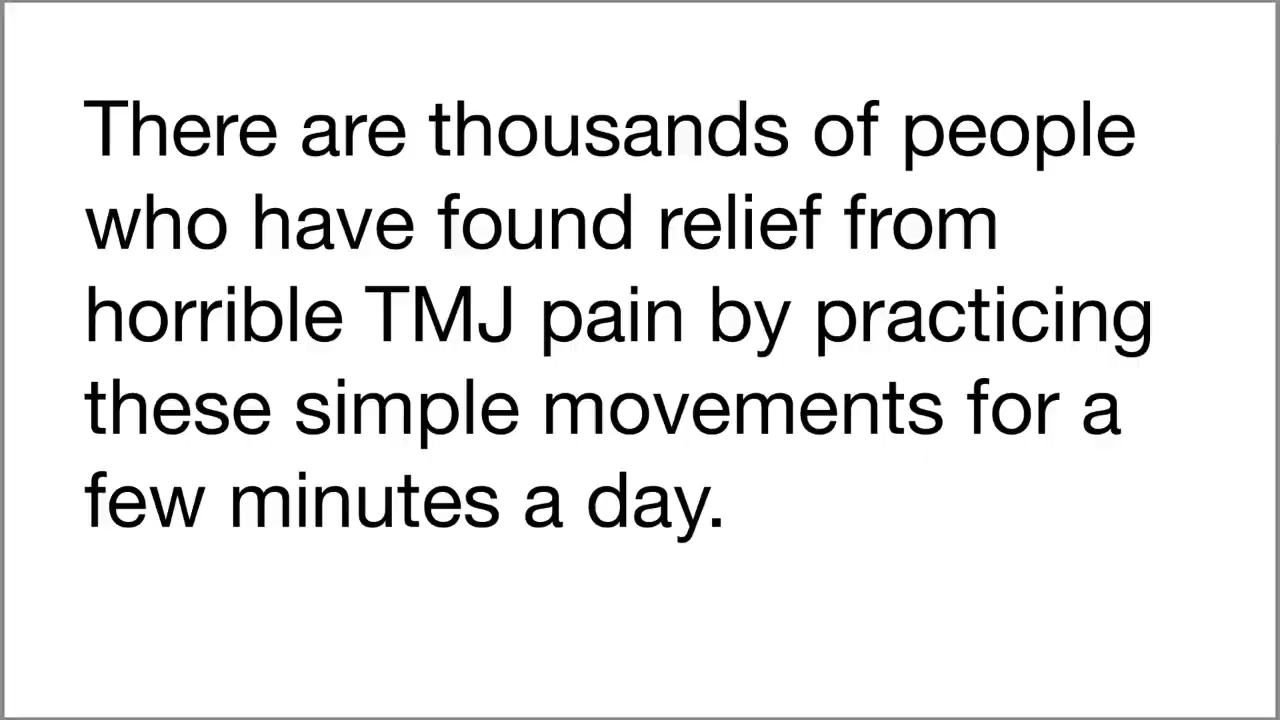 There are thousands of people
who have found relief from
horrible TMJ pain by practicing
these simple movements for a
few minutes a day.